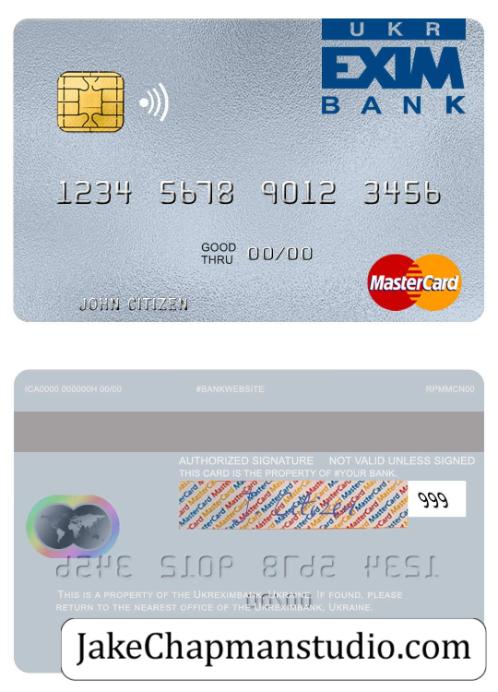 UKR
EXIM
BANK
1234 5678 9012 3456
GOOD
THRU 00/00
MasterCard
JOHN CITIZEN
ICA0000 000000H 00/00 #BANKWEBSITE RPMMCN00
AUTHORIZED SIGNATURE NOT VALID UNLESS SIGNED
THIS CARD IS THE PROPERTY OF #YOUR BANK.
MasterCard
Citizen
999
THIS IS A PROPERTY OF THE UKREXIMBANK, UKRAINE. IF FOUND, PLEASE
RETURN TO THE NEAREST OFFICE OF THE UKREXIMBANK, UKRAINE.
JakeChapmanstudio.com